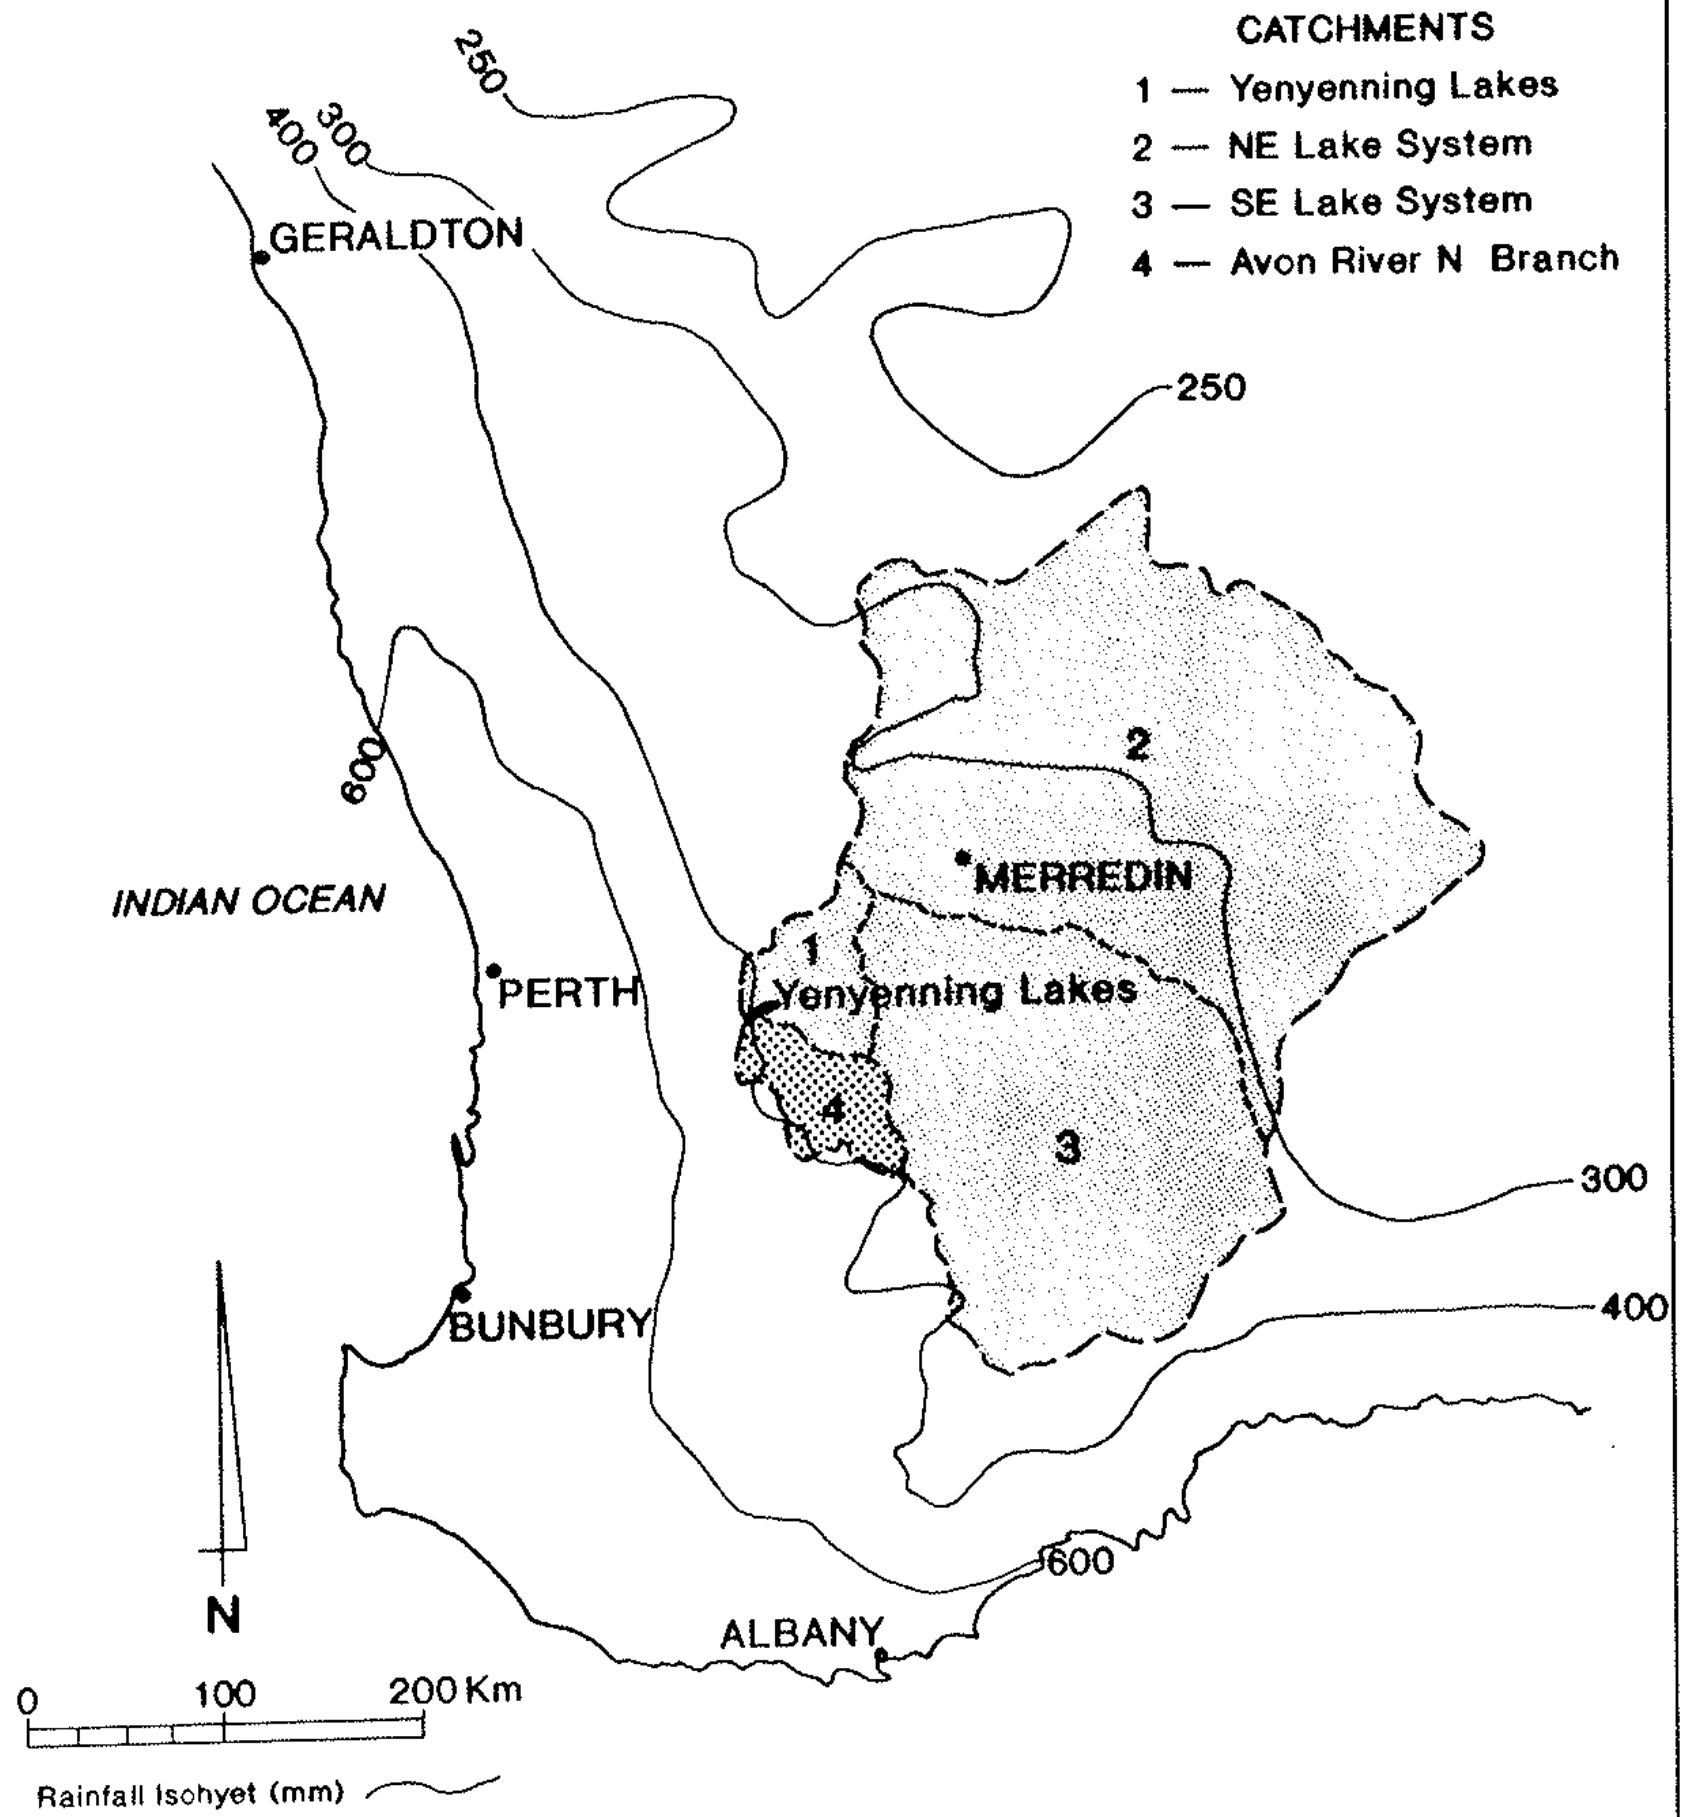 CATCHMENTS
1 — Yenyenning Lakes
2 — NE Lake System
3 — SE Lake System
4 — Avon River N Branch
250
300
400
GERALDTON
250
600
2
MERREDIN
INDIAN OCEAN
1
PERTH
Yenyenning Lakes
4
3
300
400
BUNBURY
600
N
ALBANY
0 100 200 Km
Rainfall Isohyet (mm)